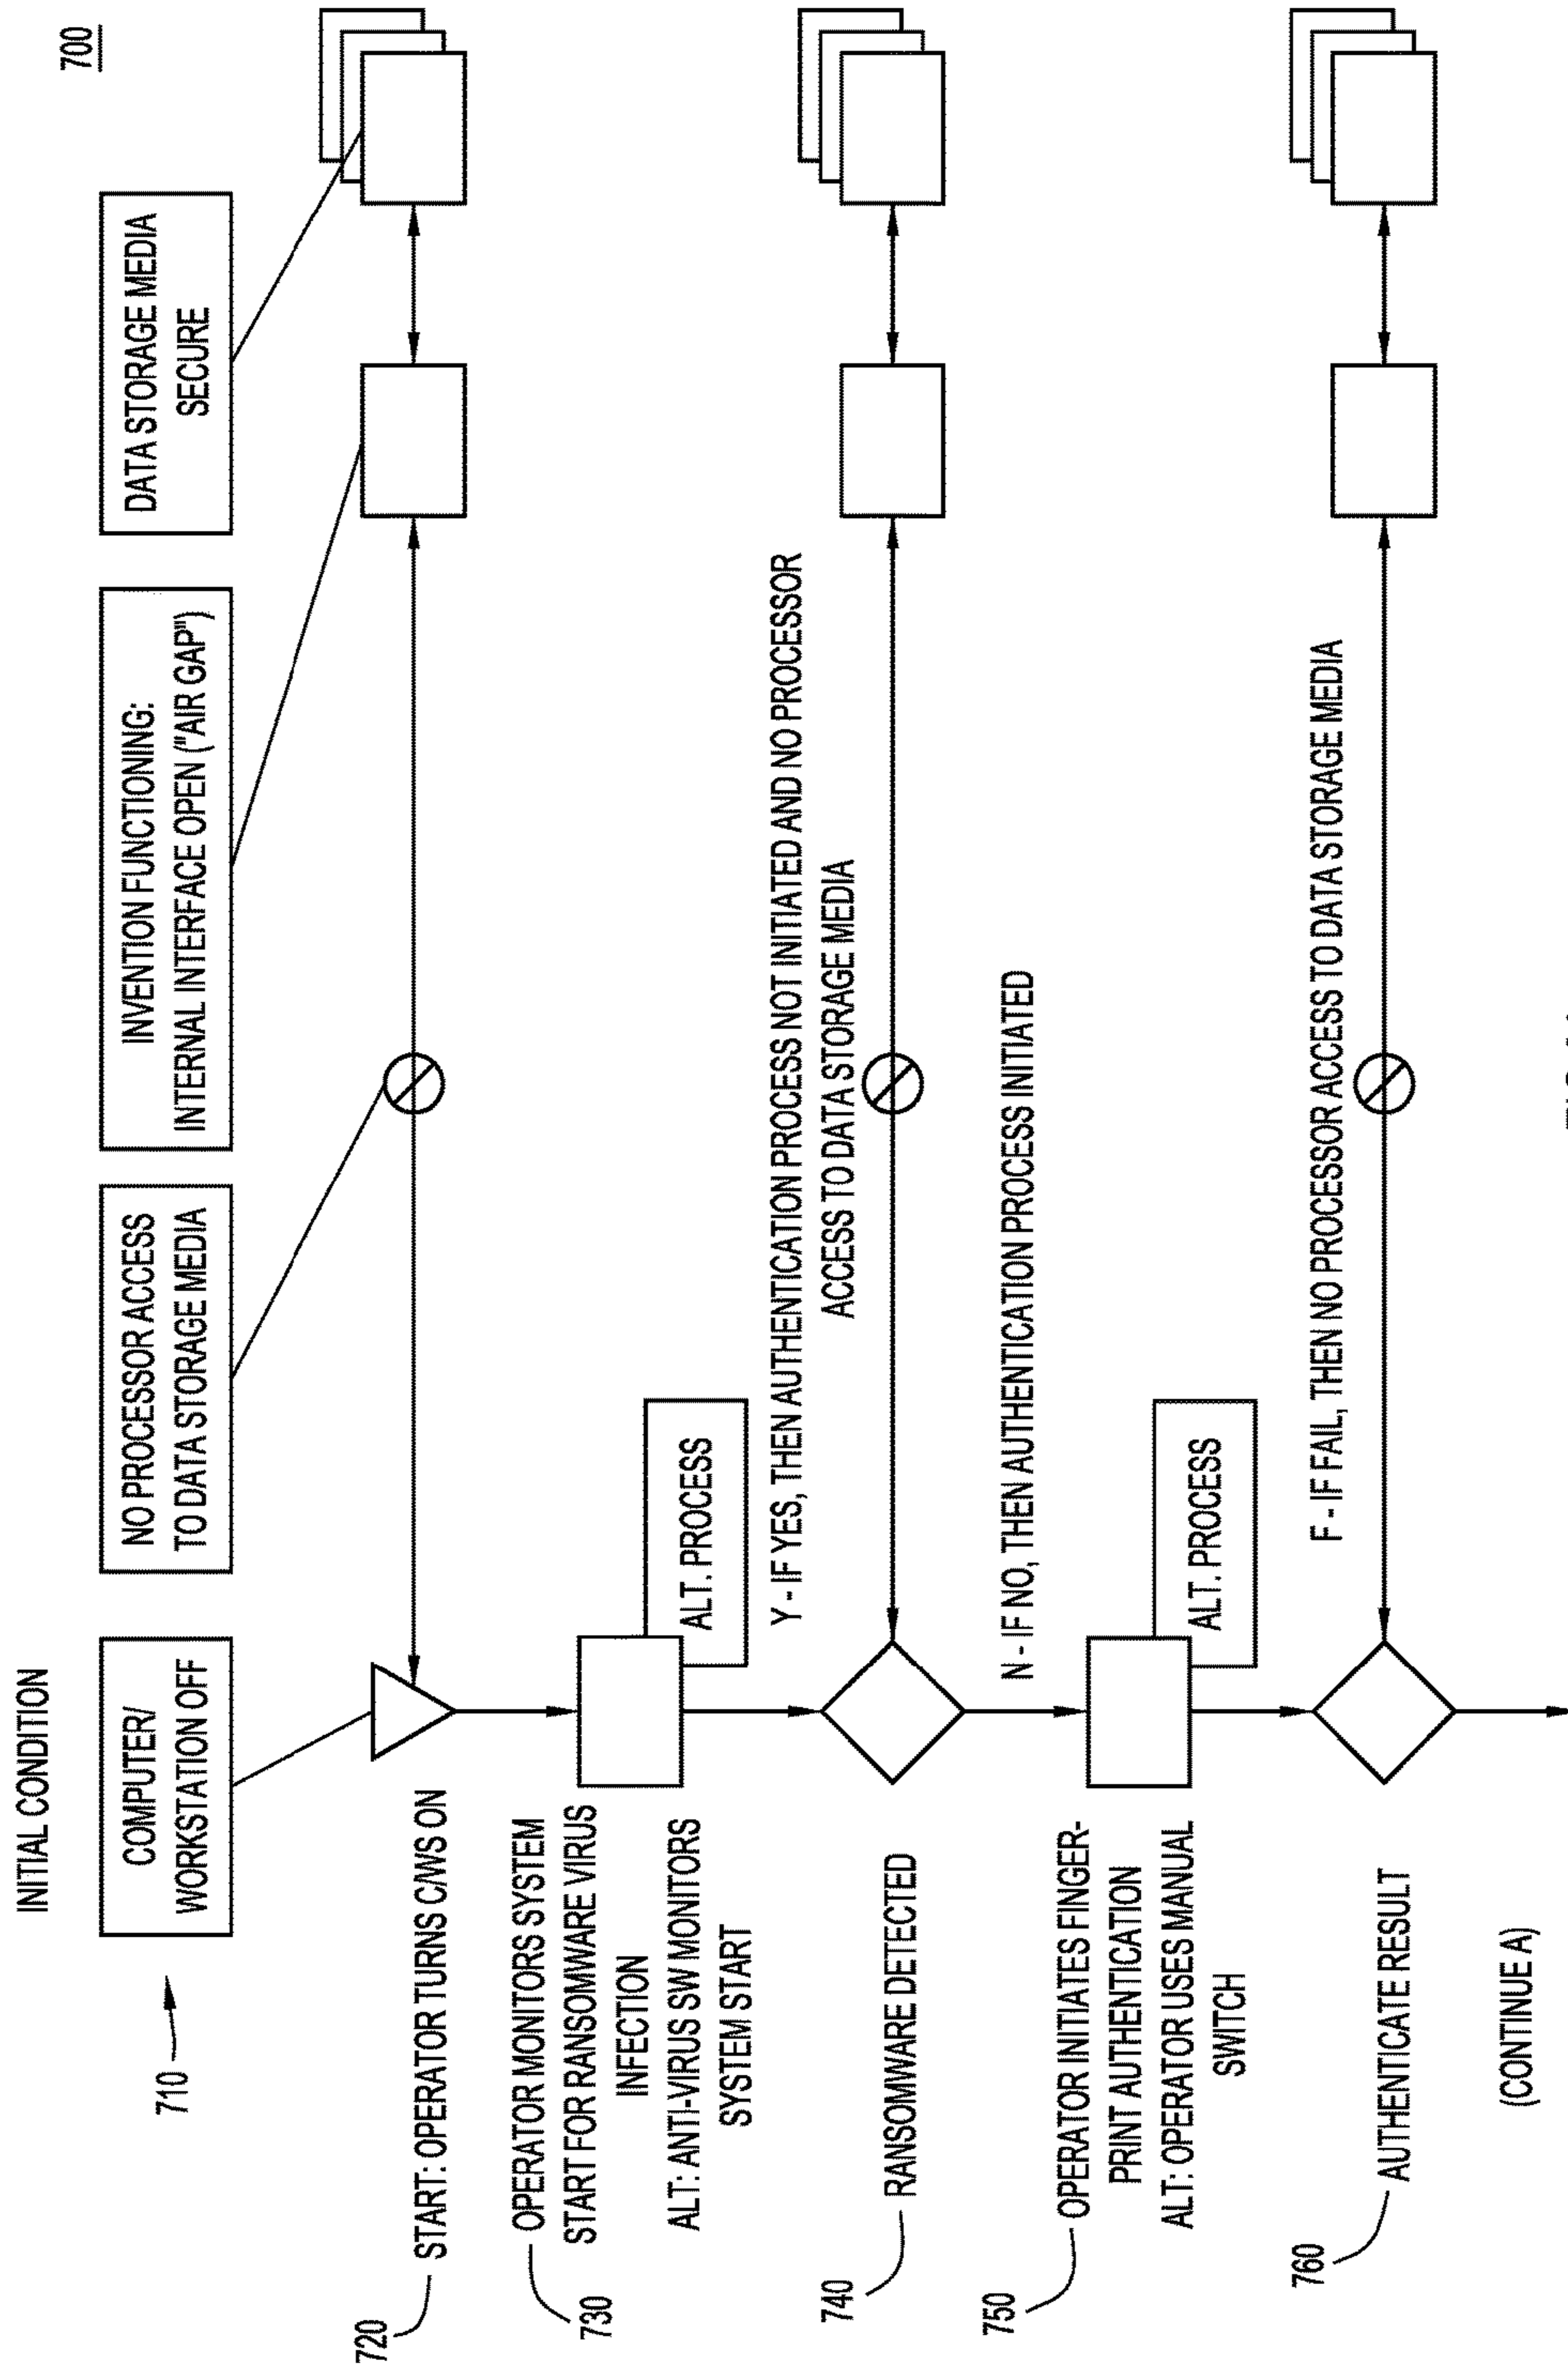 700
INITIAL CONDITION
710
COMPUTER/
WORKSTATION OFF
NO PROCESSOR ACCESS
TO DATA STORAGE MEDIA
INVENTION FUNCTIONING:
INTERNAL INTERFACE OPEN ("AIR GAP")
DATA STORAGE MEDIA
SECURE
720
START: OPERATOR TURNS C/WS ON
730
OPERATOR MONITORS SYSTEM
START FOR RANSOMWARE VIRUS
INFECTION
ALT: ANTI-VIRUS SW MONITORS
SYSTEM START
ALT. PROCESS
740
RANSOMWARE DETECTED
Y - IF YES, THEN AUTHENTICATION PROCESS NOT INITIATED AND NO PROCESSOR
ACCESS TO DATA STORAGE MEDIA
N - IF NO, THEN AUTHENTICATION PROCESS INITIATED
750
OPERATOR INITIATES FINGER-
PRINT AUTHENTICATION
ALT: OPERATOR USES MANUAL
SWITCH
ALT. PROCESS
760
AUTHENTICATE RESULT
F - IF FAIL, THEN NO PROCESSOR ACCESS TO DATA STORAGE MEDIA
(CONTINUE A)